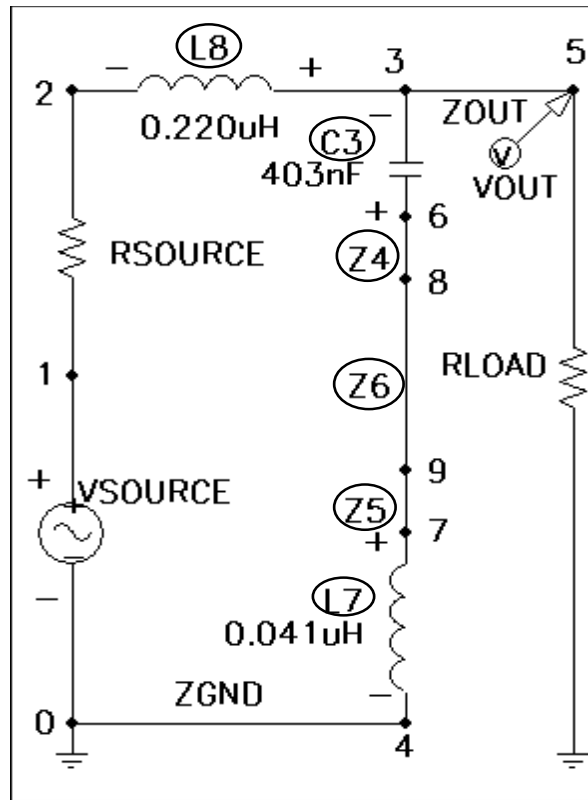 L8
5
2
−
+
3
0.220uH
ZOUT
−
C3
403nF
V
VOUT
+
6
RSOURCE
Z4
8
1
RLOAD
Z6
+
VSOURCE
+
9
Z5
−
+
7
−
L7
0.041uH
ZGND
−
0
4